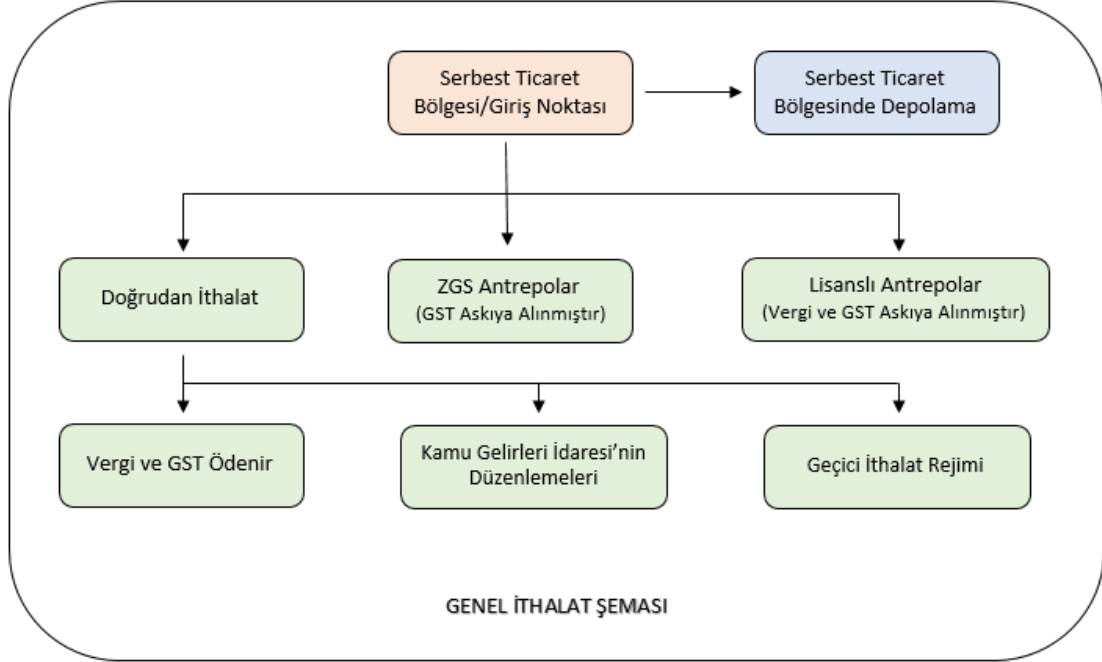 Serbest Ticaret
Bölgesi/Giriş Noktası
Serbest Ticaret
Bölgesinde Depolama
Doğrudan İthalat
ZGS Antrepolar
(GST Askıya Alınmıştır)
Lisanslı Antrepolar
(Vergi ve GST Askıya Alınmıştır)
Vergi ve GST Ödenir
Kamu Gelirleri İdaresi’nin
Düzenlemeleri
Geçici İthalat Rejimi
GENEL İTHALAT ŞEMASI